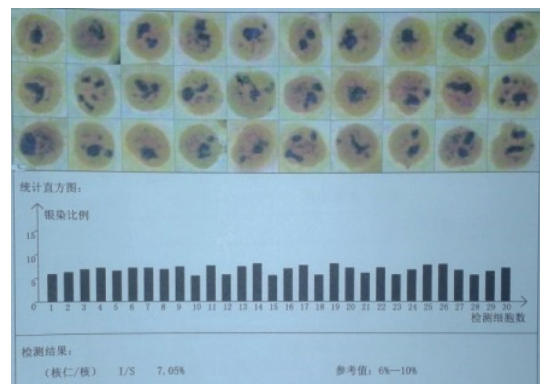 统计直方图：
银染比例
15
10
5
0 1 2 3 4 5 6 7 8 9 10 11 12 13 14 15 16 17 18 19 20 21 22 23 24 25 26 27 28 29 30
检测细胞数
检测结果：
（核仁/核） I/S 7.05% 参考值：6%—10%